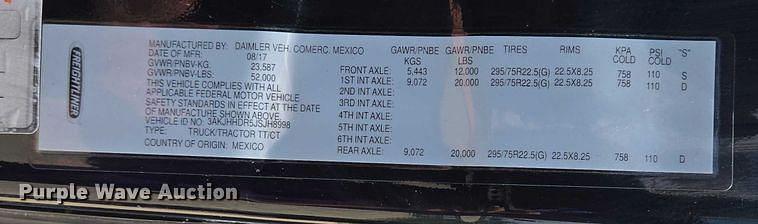 FREIGHTLINER
MANUFACTURED BY: DAIMLER VEH. COMERC. MEXICO
DATE OF MFR: 08/17
GVWR/PNBV-KG: 23.587
GVWR/PNBV-LBS: 52.000
THIS VEHICLE COMPLIES WITH ALL
APPLICABLE FEDERAL MOTOR VEHICLE
SAFETY STANDARDS IN EFFECT AT THE DATE
OF MANUFACTURE SHOWN ABOVE.
VEHICLE ID NO: 3AKJHHDR5JSJH8998
TYPE: TRUCK/TRACTOR TT/CT
COUNTRY OF ORIGIN: MEXICO
GAWR/PNBE KGS GAWR/PNBE LBS TIRES RIMS KPA COLD PSI COLD "S"
FRONT AXLE: 5,443 12,000 295/75R22.5(G) 22.5X8.25 758 110 S
1ST INT AXLE: 9,072 20,000 295/75R22.5(G) 22.5X8.25 758 110 D
2ND INT AXLE:
3RD INT AXLE:
4TH INT AXLE:
5TH INT AXLE:
6TH INT AXLE:
REAR AXLE: 9,072 20,000 295/75R22.5(G) 22.5X8.25 758 110 D
Purple Wave Auction